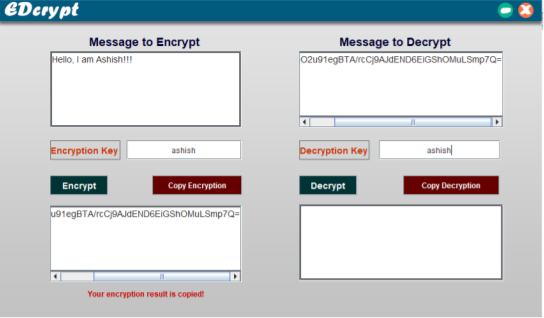 EDcrypt
Message to Encrypt
Hello, I am Ashish!!!
Encryption Key
ashish
Encrypt
Copy Encryption
u91egBTA/rcCj9AJdEND6EiGShOMuLSmp7Q=
Your encryption result is copied!
Message to Decrypt
O2u91egBTA/rcCj9AJdEND6EiGShOMuLSmp7Q=
Decryption Key
ashish
Decrypt
Copy Decryption